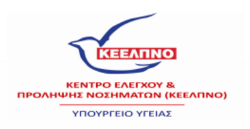 ΚΕΕΛΠΝΟ
ΚΕΝΤΡΟ ΕΛΕΓΧΟΥ &
ΠΡΟΛΗΨΗΣ ΝΟΣΗΜΑΤΩΝ (ΚΕΕΛΠΝΟ)
ΥΠΟΥΡΓΕΙΟ ΥΓΕΙΑΣ